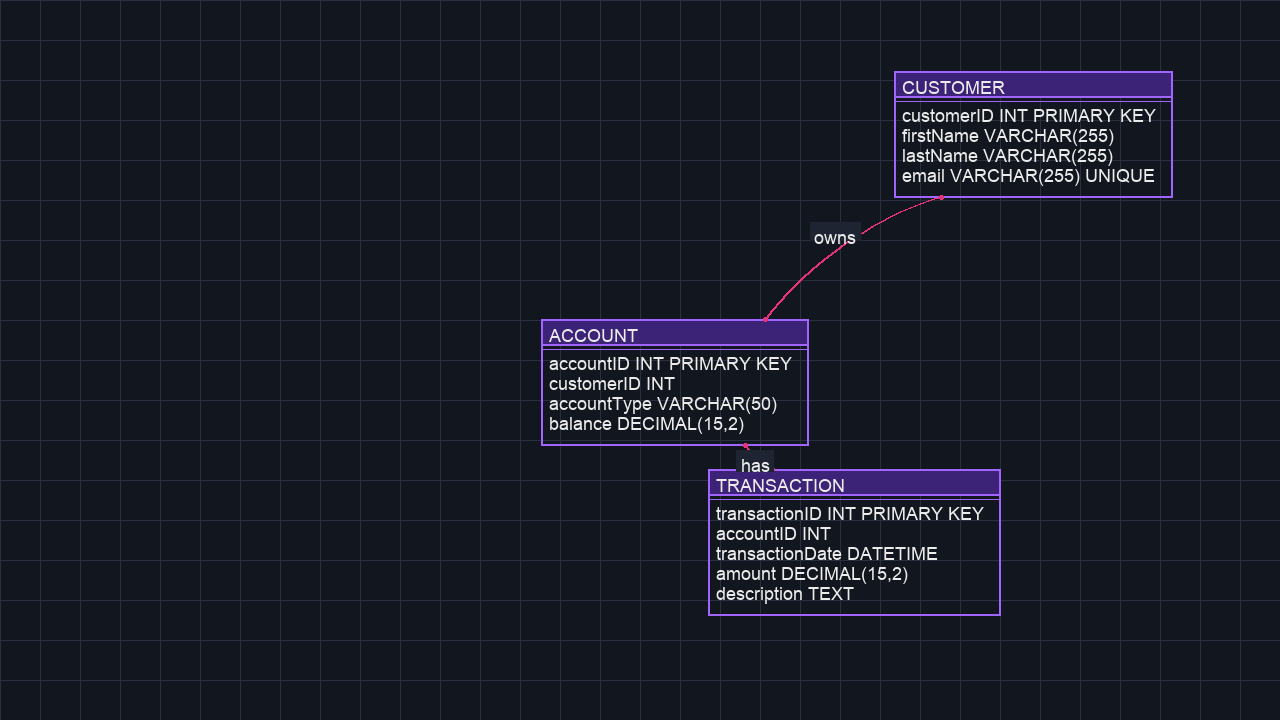 CUSTOMER
customerID INT PRIMARY KEY
firstName VARCHAR(255)
lastName VARCHAR(255)
email VARCHAR(255) UNIQUE
owns
ACCOUNT
accountID INT PRIMARY KEY
customerID INT
accountType VARCHAR(50)
balance DECIMAL(15,2)
has
TRANSACTION
transactionID INT PRIMARY KEY
accountID INT
transactionDate DATETIME
amount DECIMAL(15,2)
description TEXT